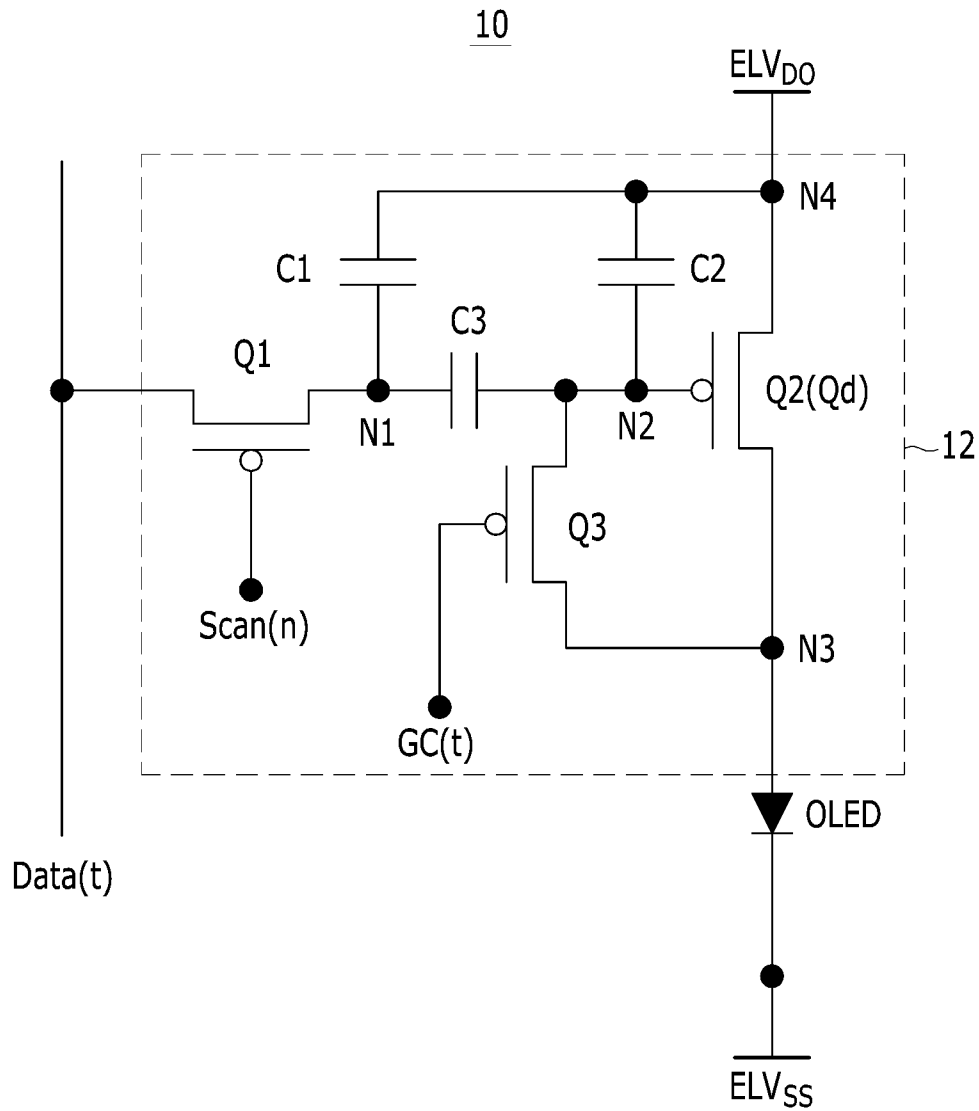 10
ELVDO
N4
C1
C2
C3
Q1
Q2(Qd)
N1
N2
12
Q3
Scan(n)
N3
GC(t)
OLED
Data(t)
ELVSS